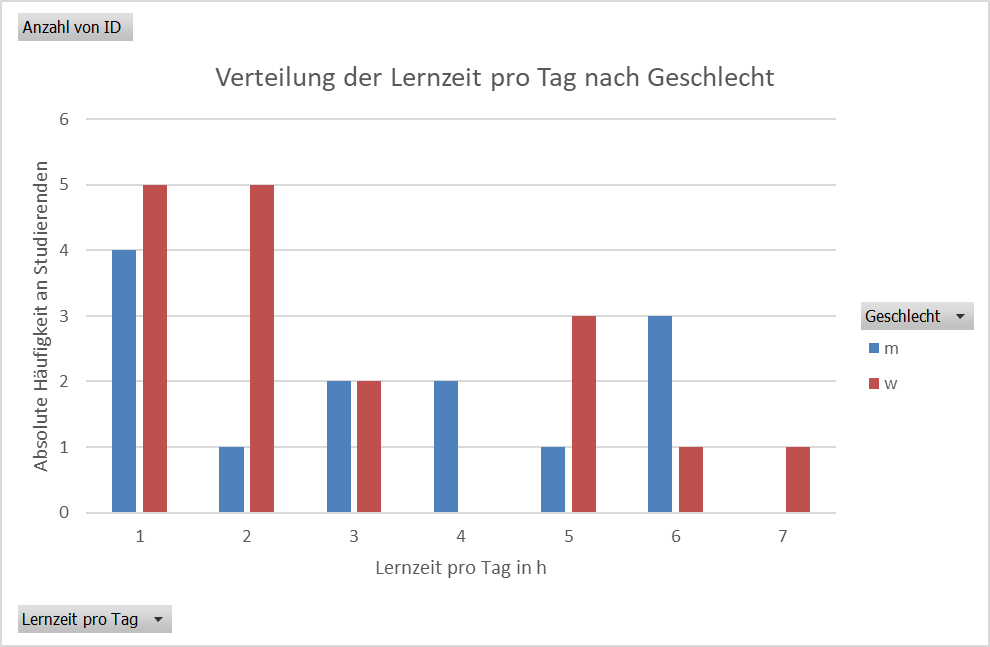 Anzahl von ID
Verteilung der Lernzeit pro Tag nach Geschlecht
Absolute Häufigkeit an Studierenden
6
5
4
3
2
1
0
1 2 3 4 5 6 7
Lernzeit pro Tag in h
Geschlecht
m
w
Lernzeit pro Tag